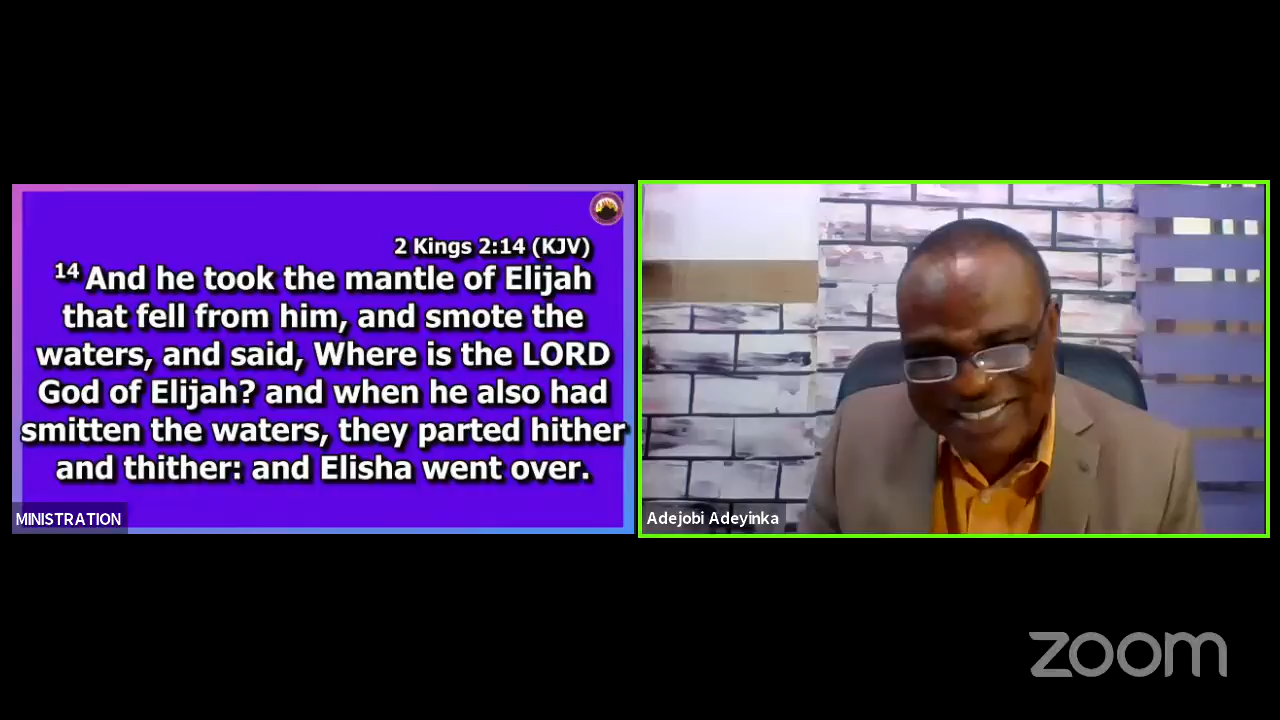 2 Kings 2:14 (KJV)
14 And he took the mantle of Elijah
that fell from him, and smote the
waters, and said, Where is the LORD
God of Elijah? and when he also had
smitten the waters, they parted hither
and thither: and Elisha went over.
MINISTRATION
Adejobi Adeyinka
zoom